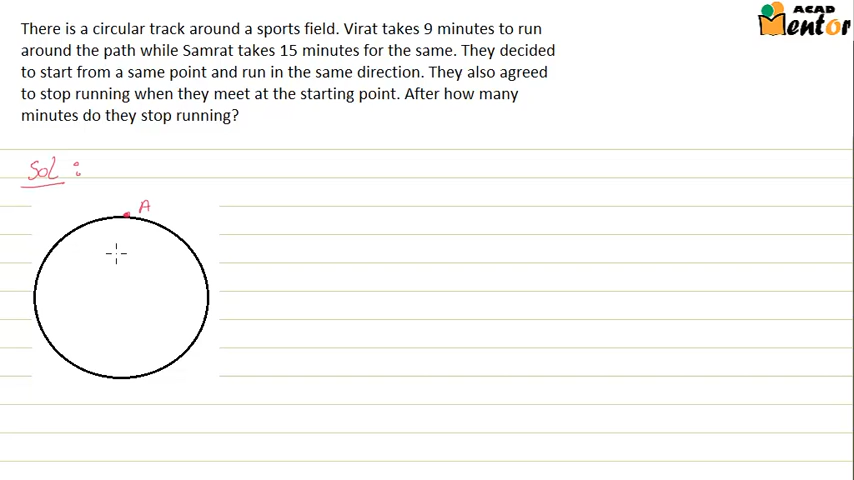 There is a circular track around a sports field. Virat takes 9 minutes to run
around the path while Samrat takes 15 minutes for the same. They decided
to start from a same point and run in the same direction. They also agreed
to stop running when they meet at the starting point. After how many
minutes do they stop running?
ACAD
Mentor
Sol :
A